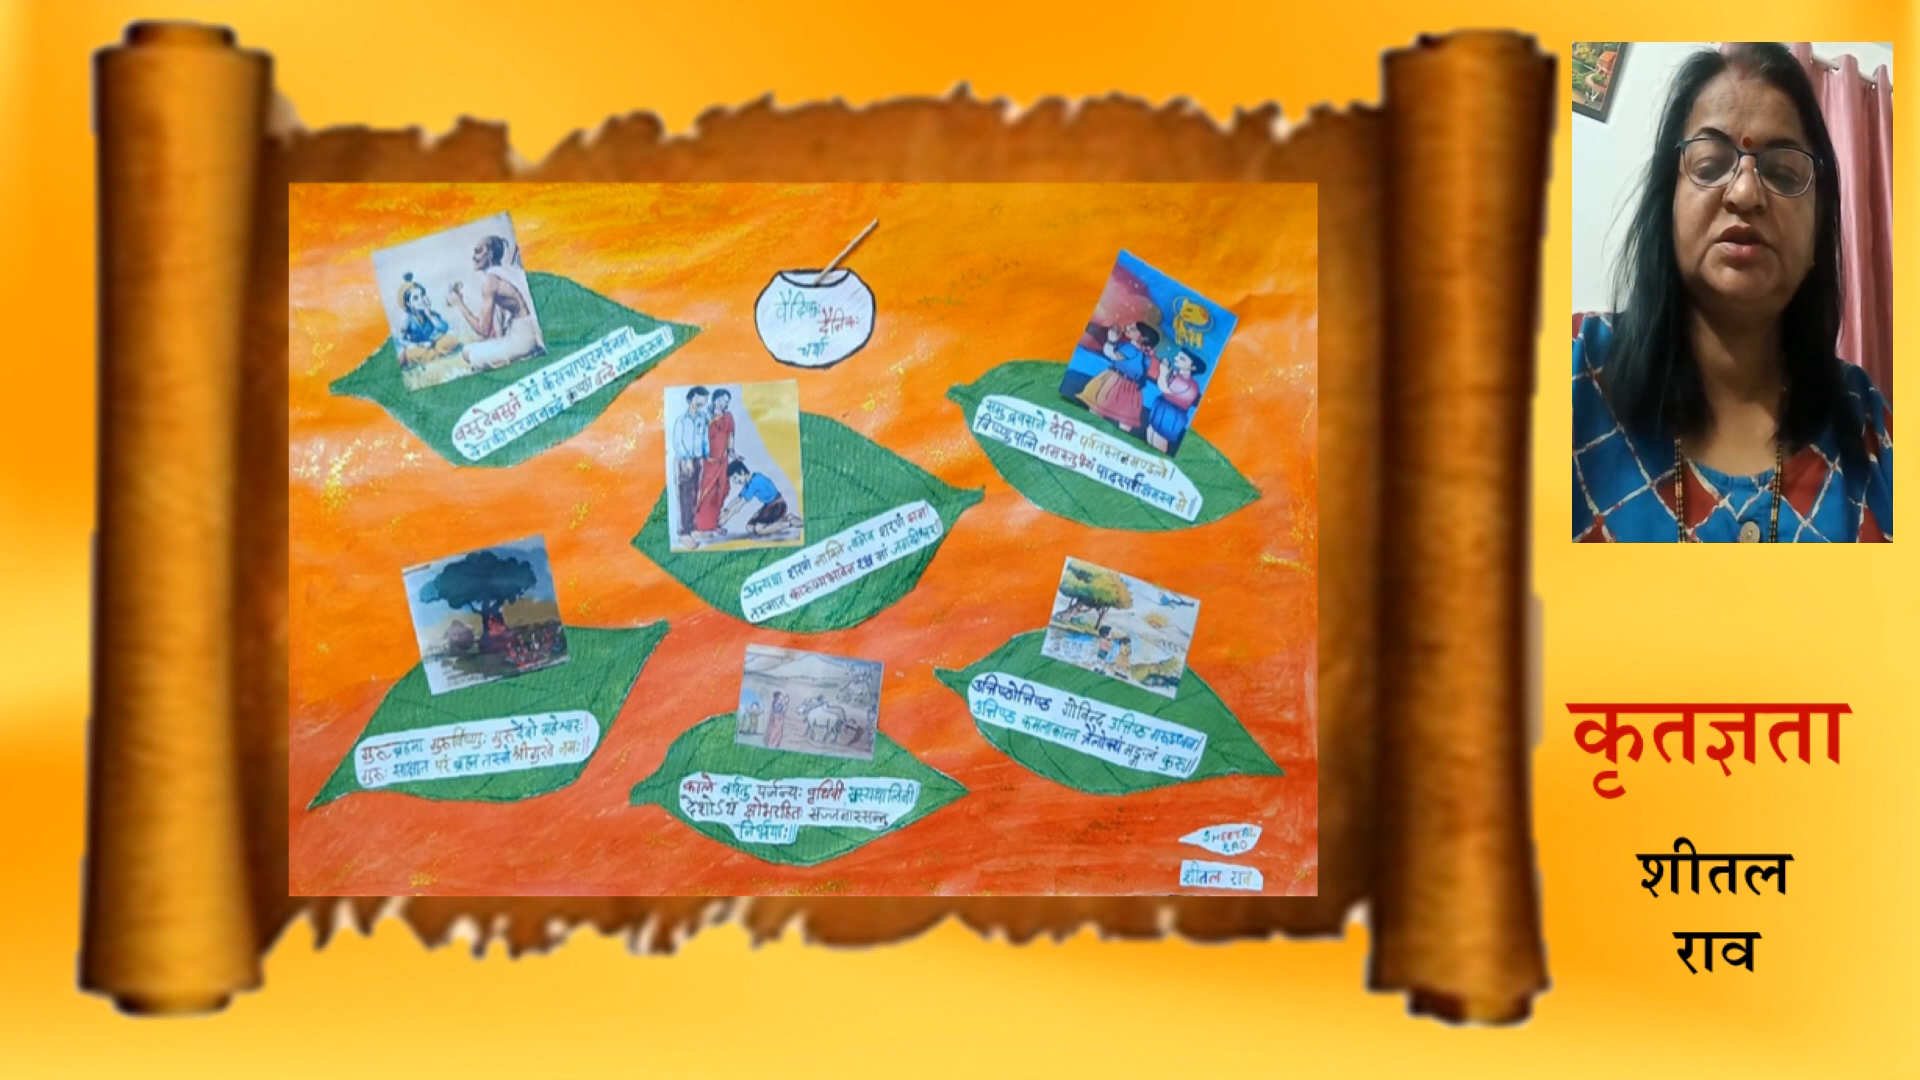 वैदिकः
दैनिकः
चर्या
वसुदेवसुतं देवं कंसचाणूरमर्दनम्।
देवकीपरमानन्दं कृष्णं वन्दे जगद्गुरुम्॥
समुद्रवसने देवि पर्वतस्तनमण्डले।
विष्णुपत्नि नमस्तुभ्यं पादस्पर्शं क्षमस्व मे॥
अन्यथा शरणं नास्ति त्वमेव शरणं मम।
तस्मात् कारुण्यभावेन रक्ष मां जगदीश्वर॥
गुरुः ब्रह्मा गुरुर्विष्णुः गुरुर्देवो महेश्वरः।
गुरुः साक्षात् परं ब्रह्म तस्मै श्रीगुरवे नमः॥
काले वर्षतु पर्जन्यः पृथिवी सस्यशालिनी
देशोऽयं क्षोभरहितः सज्जनास्सन्तु
निर्भयाः॥
उत्तिष्ठोत्तिष्ठ गोविन्द उत्तिष्ठ गरुडध्वज।
उत्तिष्ठ कमलाकान्त त्रैलोक्यं मङ्गलं कुरु॥
SHEETAL
RAO
शीतल राव
कृतज्ञता
शीतल
राव